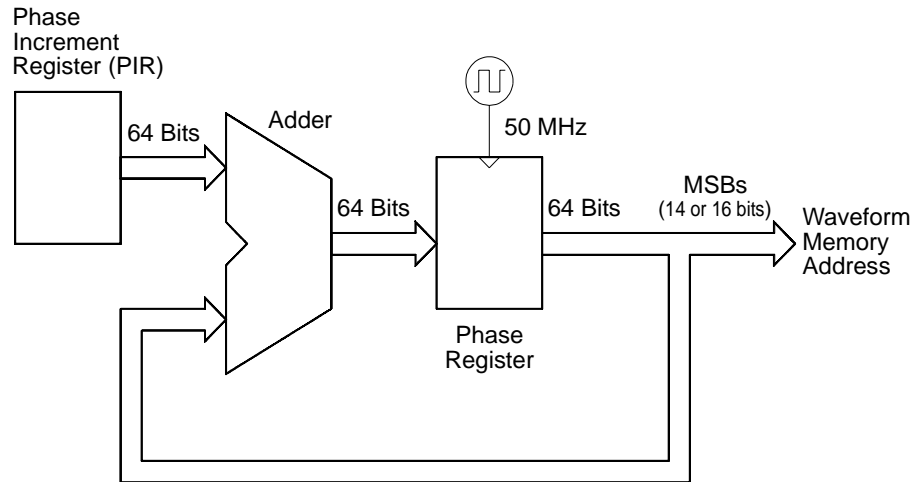 Phase
Increment
Register (PIR)
64 Bits
Adder
64 Bits
50 MHz
64 Bits
MSBs
(14 or 16 bits)
Waveform
Memory
Address
Phase
Register